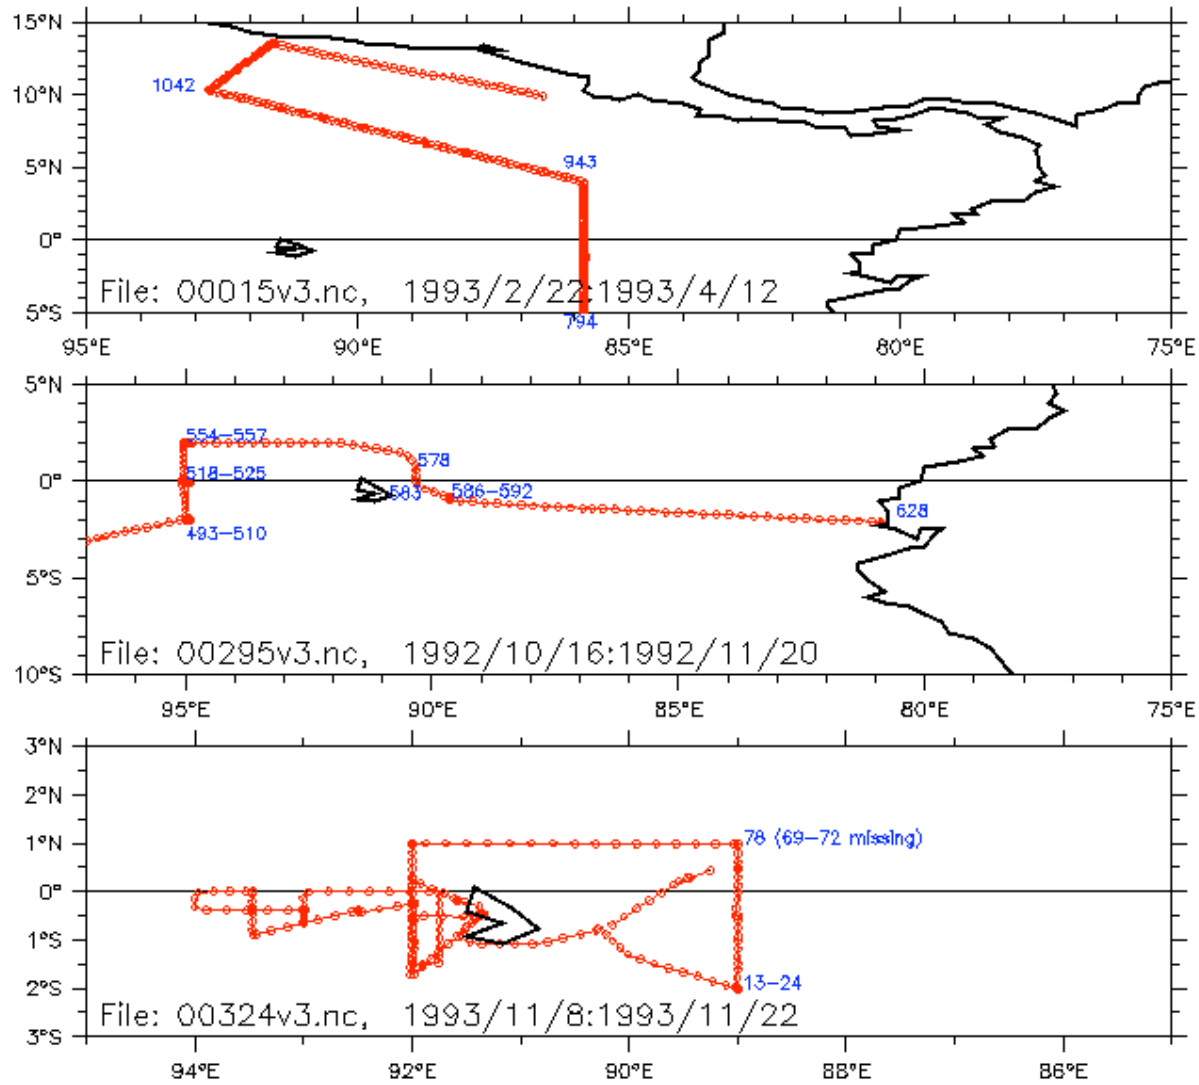 15°N
1042
10°N
943
5°N
0°
File: 00015v3.nc, 1993/2/22:1993/4/12
5°S
794
95°E 90°E 85°E 80°E 75°E
5°N
554-557
578
518-525
0°
583
586-592
628
493-510
5°S
File: 00295v3.nc, 1992/10/16:1992/11/20
10°S
95°E 90°E 85°E 80°E 75°E
3°N
2°N
1°N
78 (69-72 missing)
0°
1°S
13-24
2°S
File: 00324v3.nc, 1993/11/8:1993/11/22
3°S
94°E 92°E 90°E 88°E 86°E